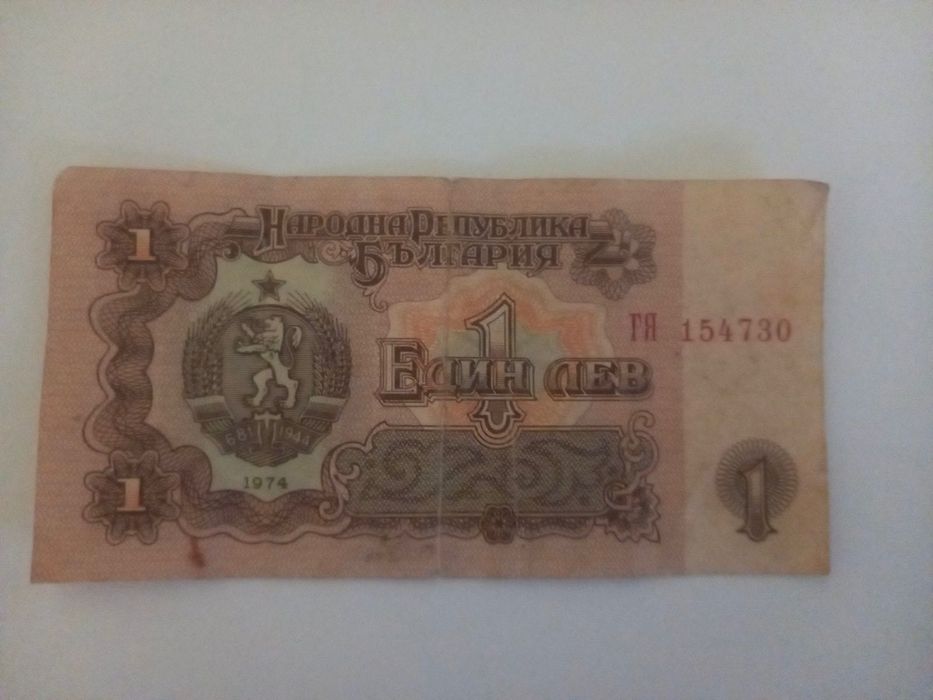 1
НАРОДНА РЕПУБЛИКА
БЪЛГАРИЯ
1
ГЯ 154730
ЕДИН ЛЕВ
681 1944
1974
1
1